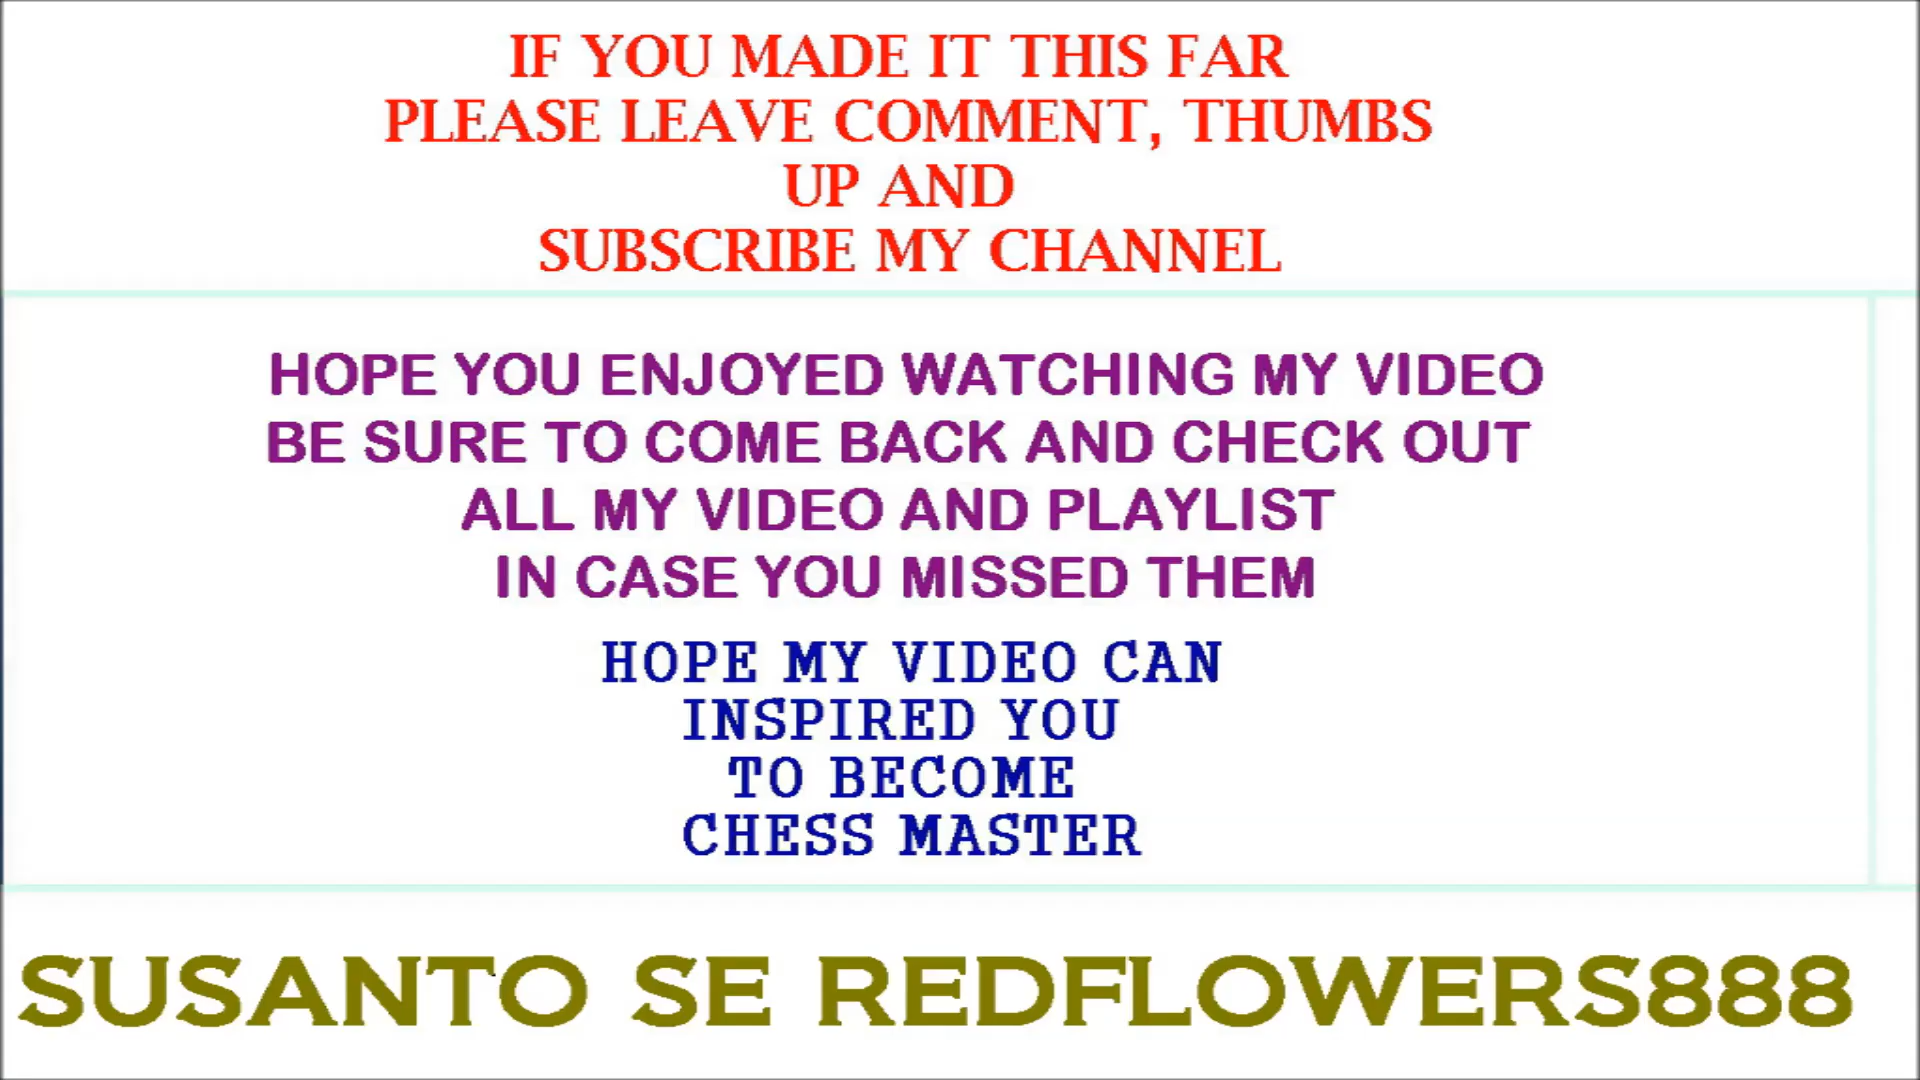 IF YOU MADE IT THIS FAR
PLEASE LEAVE COMMENT, THUMBS
UP AND
SUBSCRIBE MY CHANNEL
HOPE YOU ENJOYED WATCHING MY VIDEO
BE SURE TO COME BACK AND CHECK OUT
ALL MY VIDEO AND PLAYLIST
IN CASE YOU MISSED THEM
HOPE MY VIDEO CAN
INSPIRED YOU
TO BECOME
CHESS MASTER
SUSANTO SE REDFLOWERS888